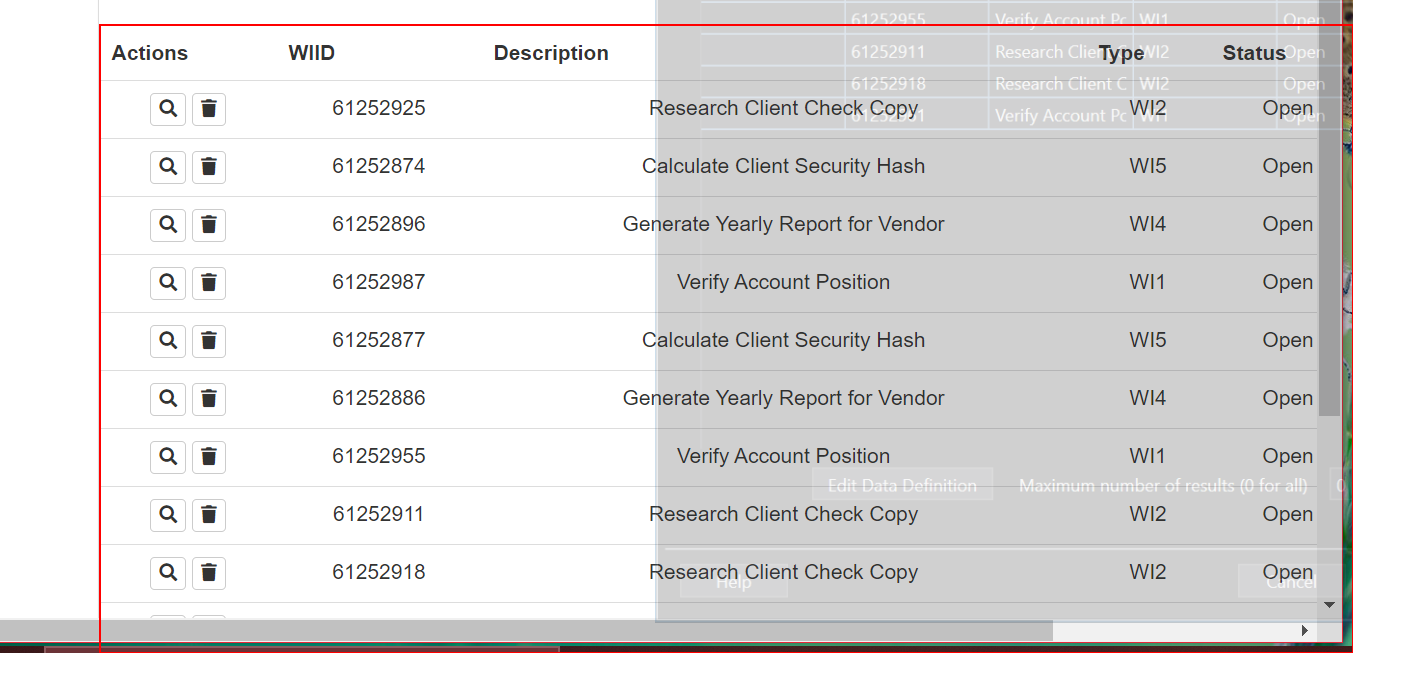 61252955 Verify Account Pc WI1 Open
Actions WIID Description Type Status
61252911 Research Client WI2 Open
61252918 Research Client C WI2 Open
61252925 Research Client Check Copy WI2 Open
Verify Account Pc WI1 Open
61252874 Calculate Client Security Hash WI5 Open
61252896 Generate Yearly Report for Vendor WI4 Open
61252987 Verify Account Position WI1 Open
61252877 Calculate Client Security Hash WI5 Open
61252886 Generate Yearly Report for Vendor WI4 Open
61252955 Verify Account Position WI1 Open
Edit Data Definition Maximum number of results (0 for all) 0
61252911 Research Client Check Copy WI2 Open
61252918 Research Client Check Copy WI2 Open
Help Cancel